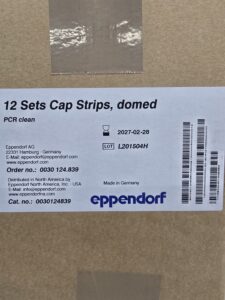 12 Sets Cap Strips, domed
PCR clean
2027-02-28
LOT L201504H
Eppendorf AG
22331 Hamburg · Germany
E-Mail: eppendorf@eppendorf.com
www.eppendorf.com
Order no.: 0030 124.839
Distributed in North America by
Eppendorf North America, Inc. · USA
E-Mail: info@eppendorf.com
www.eppendorfna.com
Made in Germany
Cat. no.: 0030124839
eppendorf